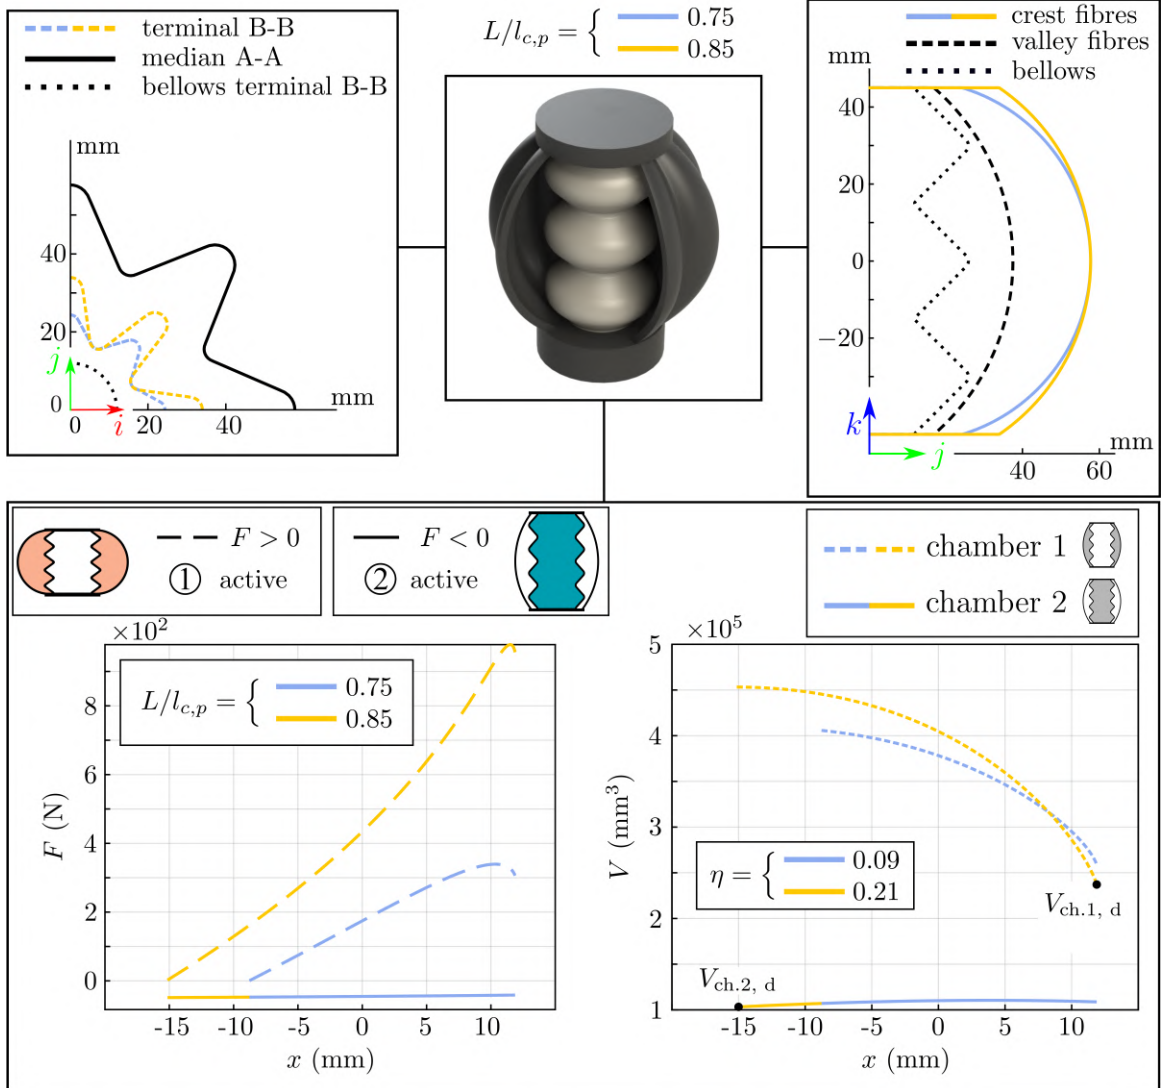 terminal B-B
median A-A
bellows terminal B-B
mm
40
20
j
0
0
i
20
40
mm
L/l_{c,p} = {
0.75
0.85
crest fibres
valley fibres
bellows
mm
40
20
0
−20
k
j
40
60
mm
F > 0
① active
F < 0
② active
chamber 1
chamber 2
×10²
L/l_{c,p} = {
0.75
0.85
F (N)
8
6
4
2
0
-15
-10
-5
0
5
10
x (mm)
×10⁵
V (mm³)
5
4
3
2
1
η = {
0.09
0.21
V_{ch.1, d}
V_{ch.2, d}
-15
-10
-5
0
5
10
x (mm)